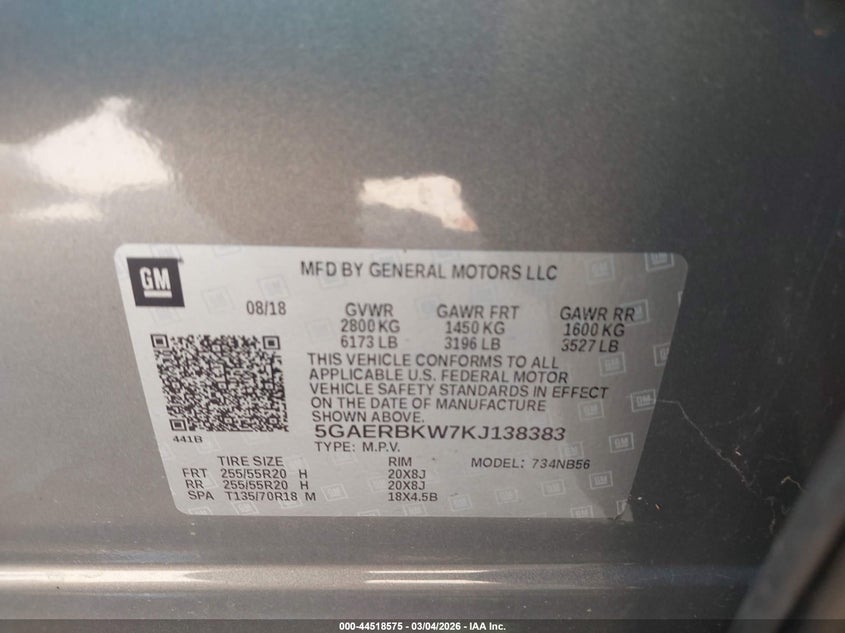 GM
MFD BY GENERAL MOTORS LLC
08/18 GVWR GAWR FRT GAWR RR
2800 KG 1450 KG 1600 KG
6173 LB 3196 LB 3527 LB
THIS VEHICLE CONFORMS TO ALL
APPLICABLE U.S. FEDERAL MOTOR
VEHICLE SAFETY STANDARDS IN EFFECT
ON THE DATE OF MANUFACTURE
SHOWN ABOVE.
441B
5GAERBKW7KJ138383
TYPE: M.P.V.
TIRE SIZE RIM MODEL: 734NB56
FRT 255/55R20 H 20X8J
RR 255/55R20 H 20X8J
SPA T135/70R18 M 18X4.5B
000-44518575 — 03/04/2026 — IAA Inc.